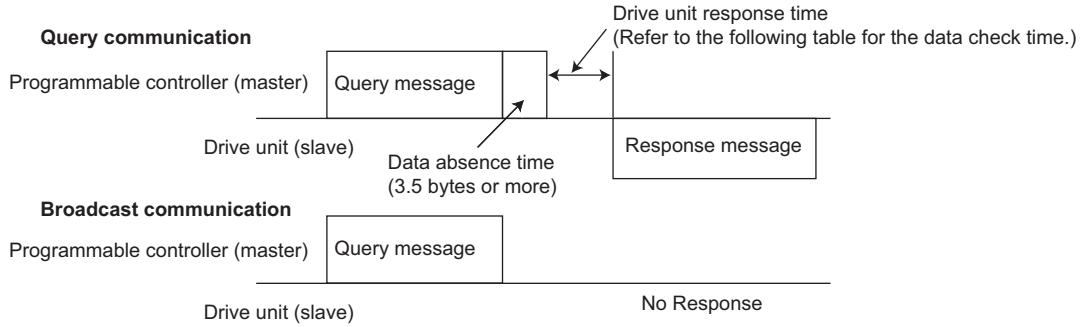 Drive unit response time
(Refer to the following table for the data check time.)
Query communication
Programmable controller (master)
Query message
Drive unit (slave)
Data absence time
(3.5 bytes or more)
Response message
Broadcast communication
Programmable controller (master)
Query message
Drive unit (slave)
No Response